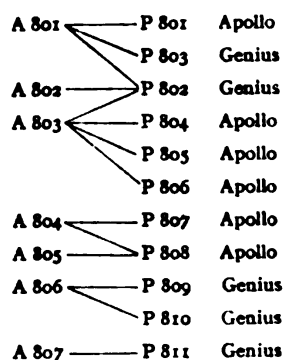 A 801 P 801 Apollo
P 803 Genius
A 802 P 802 Genius
A 803 P 804 Apollo
P 805 Apollo
P 806 Apollo
A 804 P 807 Apollo
A 805 P 808 Apollo
A 806 P 809 Genius
P 810 Genius
A 807 P 811 Genius